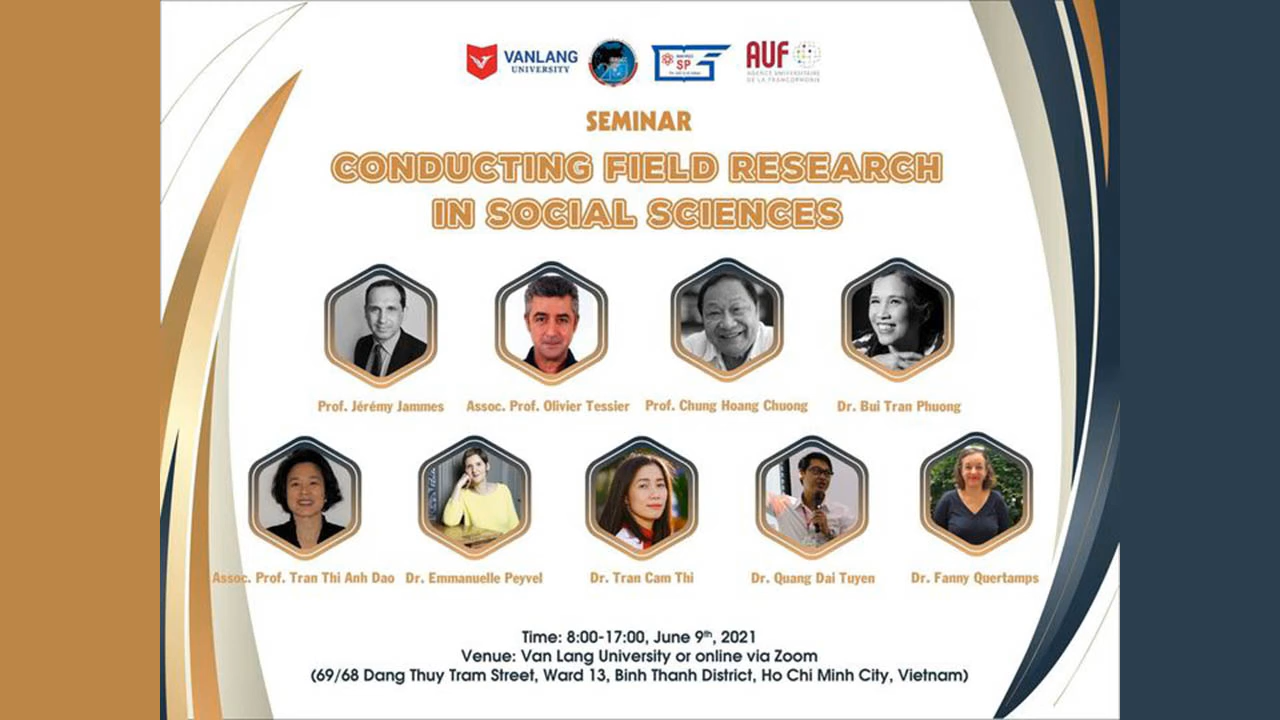 VANLANG
UNIVERSITY
SP
AUF
AGENCE UNIVERSITAIRE
DE LA FRANCOPHONIE
SEMINAR
CONDUCTING FIELD RESEARCH
IN SOCIAL SCIENCES
Prof. Jérémy Jammes
Assoc. Prof. Olivier Tessier
Prof. Chung Hoang Chuong
Dr. Bui Tran Phuong
Assoc. Prof. Tran Thi Anh Dao
Dr. Emmanuelle Peyvel
Dr. Tran Cam Thi
Dr. Quang Dai Tuyen
Dr. Fanny Quertamps
Time: 8:00-17:00, June 9th, 2021
Venue: Van Lang University or online via Zoom
(69/68 Dang Thuy Tram Street, Ward 13, Binh Thanh District, Ho Chi Minh City, Vietnam)